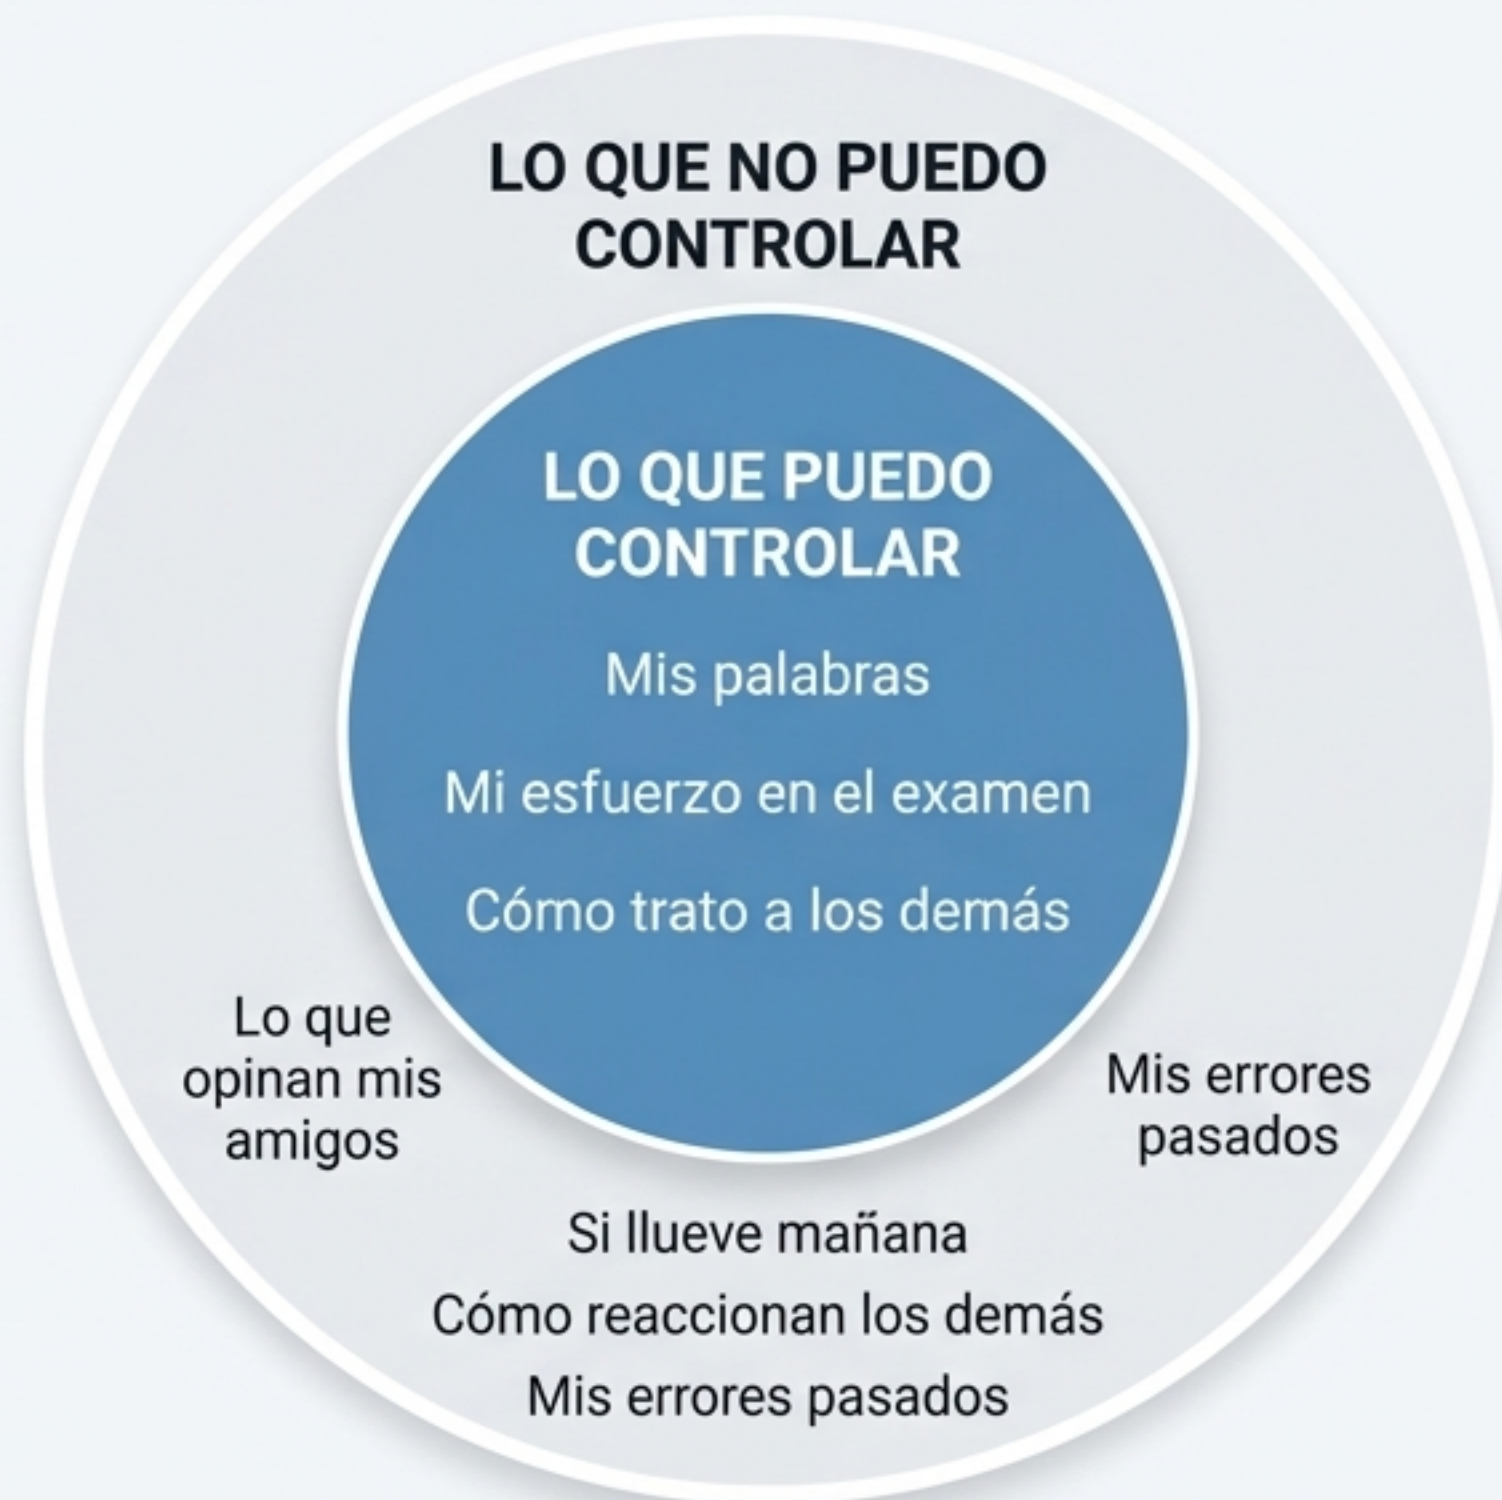 LO QUE NO PUEDO
CONTROLAR
LO QUE PUEDO
CONTROLAR
Mis palabras
Mi esfuerzo en el examen
Cómo trato a los demás
Lo que
opinan mis
amigos
Mis errores
pasados
Si llueve mañana
Cómo reaccionan los demás
Mis errores pasados